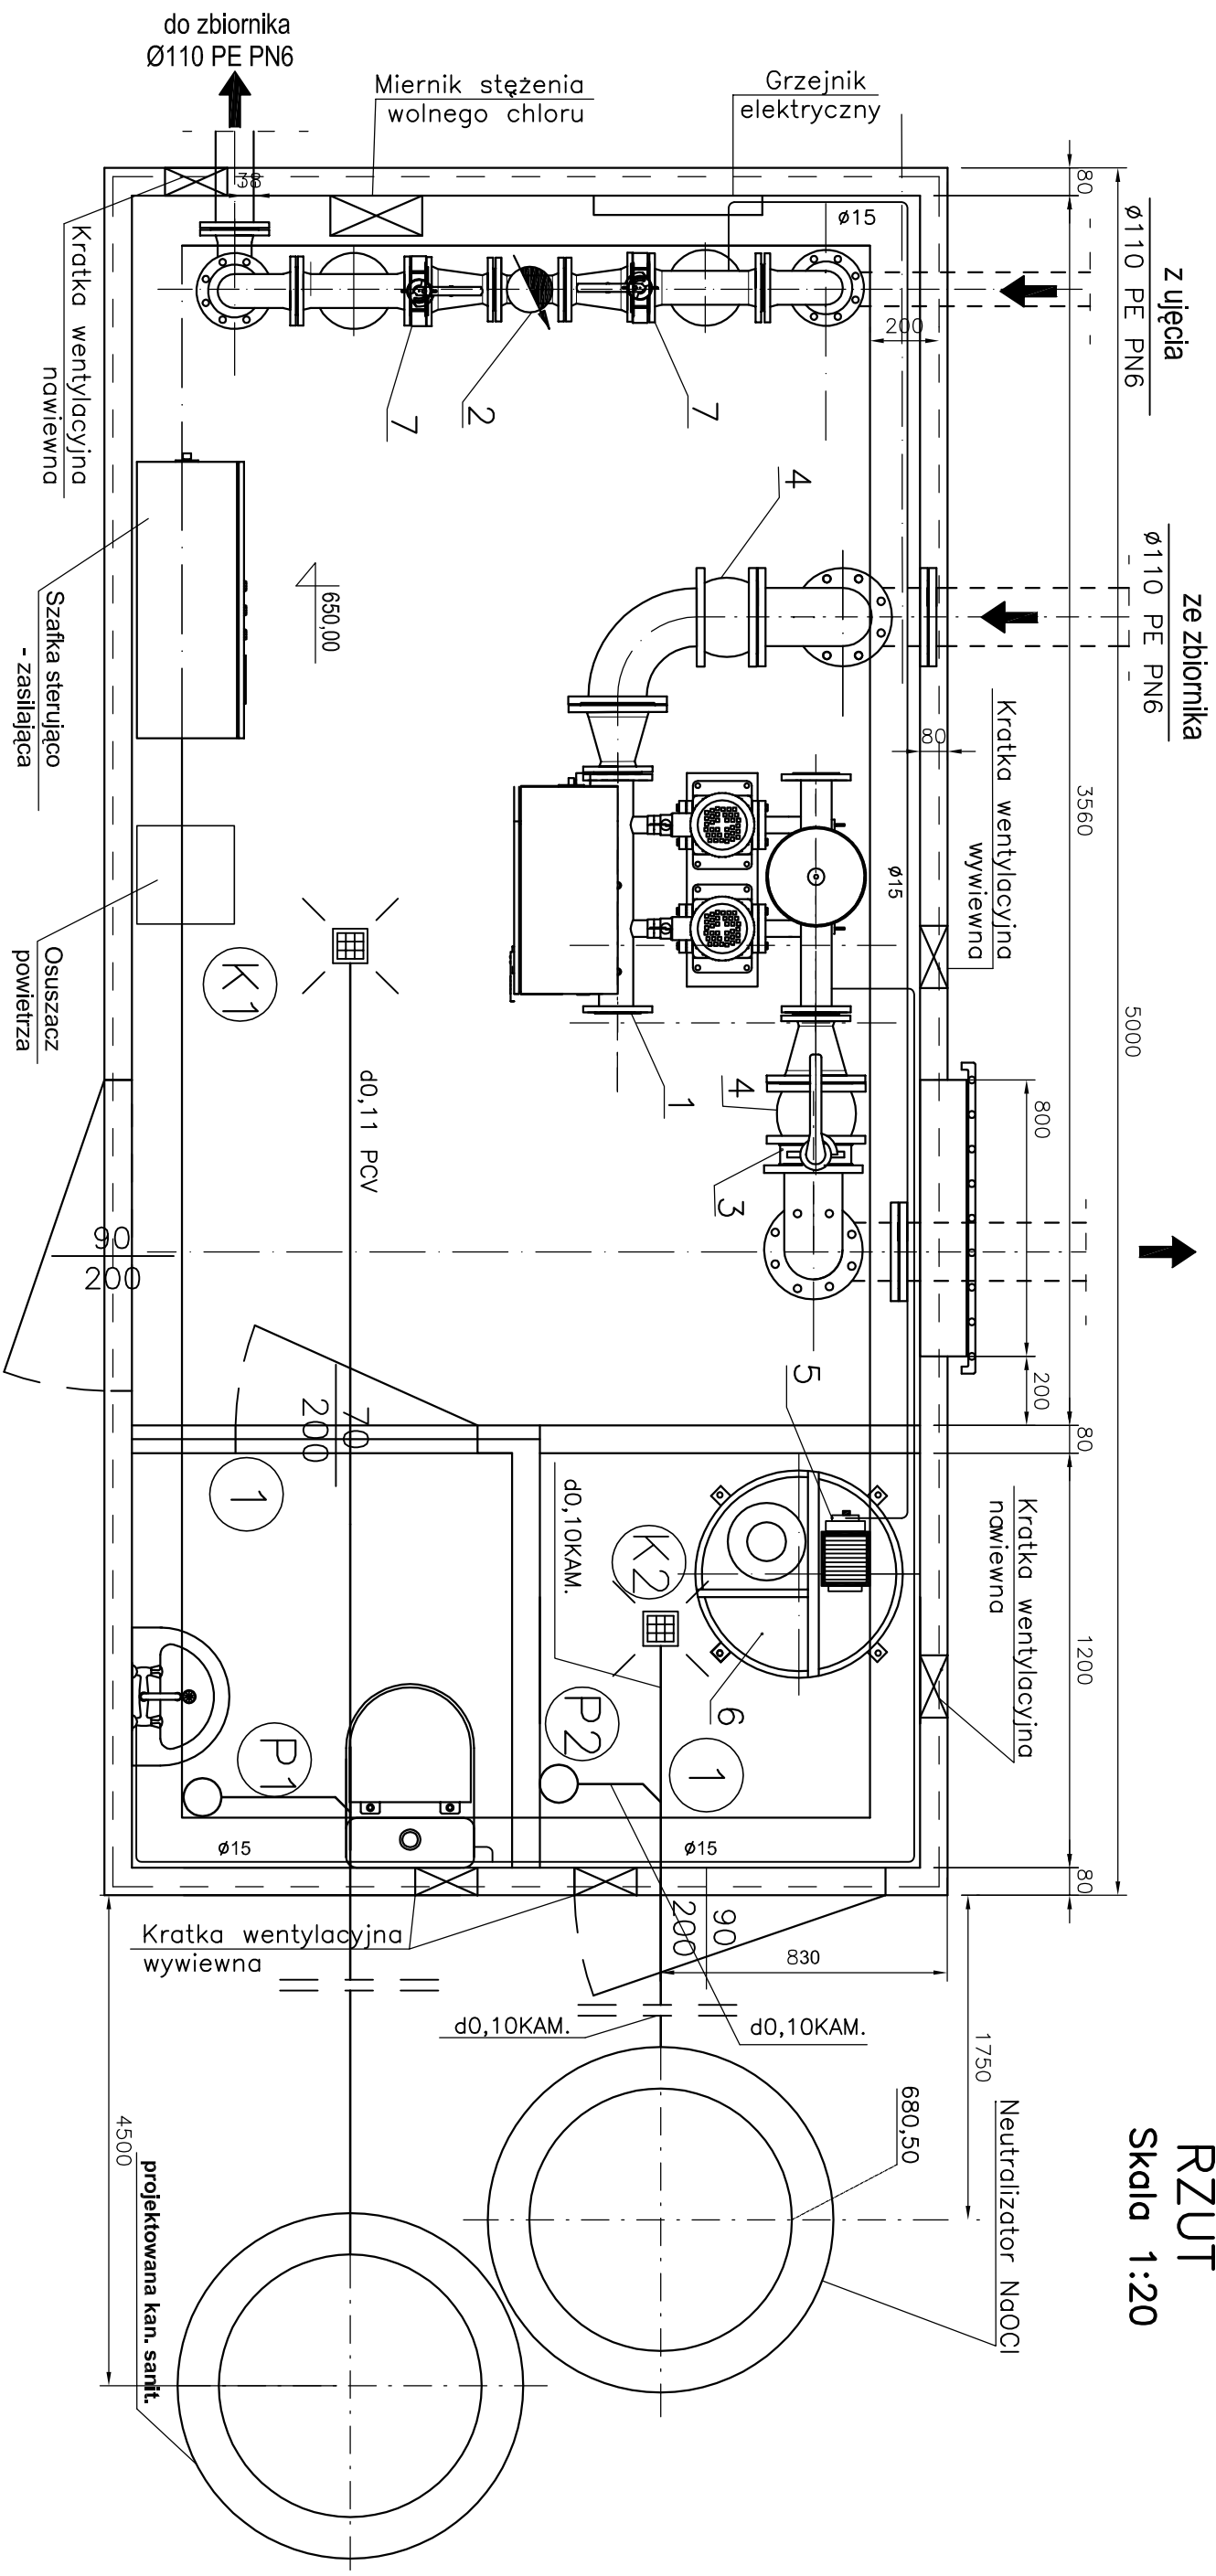 do zbiornika
Ø110 PE PN6
Miernik stężenia
wolnego chloru
Grzejnik
elektryczny
z ujęcia
ø110 PE PN6
ze zbiornika
ø110 PE PN6
80
38
ø15
200
Kratka wentylacyjna
nawiewna
7
2
7
4
650,00
Szafka sterująco
- zasilająca
Kratka wentylacyjna
wywiewna
80
3560
5000
ø15
Osuszacz
powietrza
K1
d0,11 PCV
1
4
3
800
200
90
200
70
200
5
80
1
d0,10KAM.
K2
6
Kratka wentylacyjna
nawiewna
1200
P2
1
P1
ø15
ø15
80
Kratka wentylacyjna
wywiewna
90
200
830
d0,10KAM.
d0,10KAM.
1750
680,50
Neutralizator NaOCl
4500
projektowana kan. sanit.
RZUT
Skala 1:20